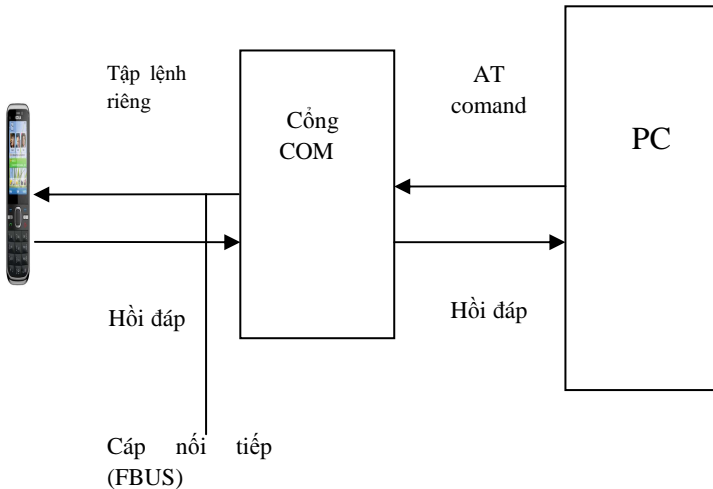 Tập lệnh
riêng
Cổng
COM
AT
comand
PC
Hồi đáp
Hồi đáp
Cáp nối tiếp
(FBUS)